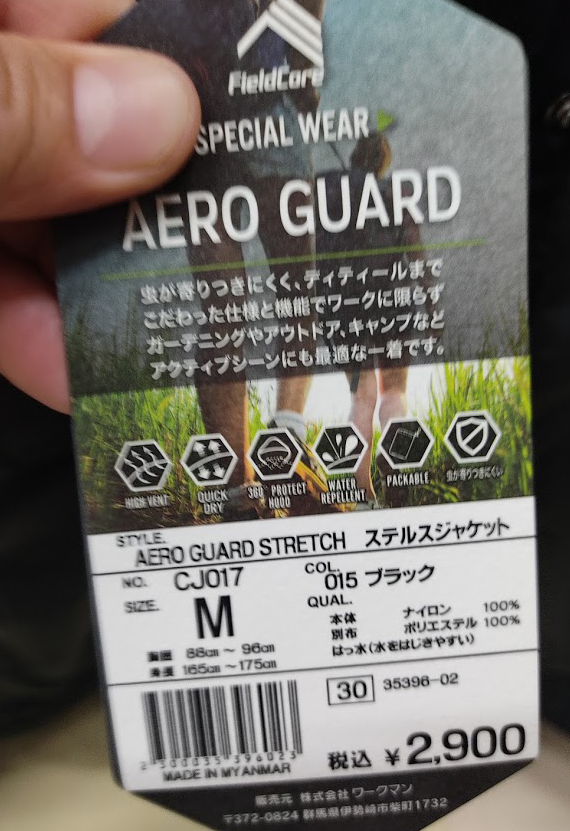 FieldCore
SPECIAL WEAR
AERO GUARD
虫が寄りつきにくく、ディティールまで
こだわった仕様と機能でワークに限らず
ガーデニングやアウトドア、キャンプなど
アクティブシーンにも最適な一着です。
HIGH VENT
QUICK DRY
360° PROTECT HOOD
WATER REPELLENT
PACKABLE
虫が寄りつきにくい
STYLE.
AERO GUARD STRETCH ステルスジャケット
NO. CJ017 COL. 015 ブラック
SIZE. M QUAL.
本体 ナイロン 100%
別布 ポリエステル 100%
はっ水(水をはじきやすい)
胸囲 88cm ~ 96cm
身長 165cm ~175cm
30 35396-02
2 300035 396023
MADE IN MYANMAR
税込 ¥2,900
販売元 株式会社 ワークマン
〒372-0824 群馬県伊勢崎市柴町1732